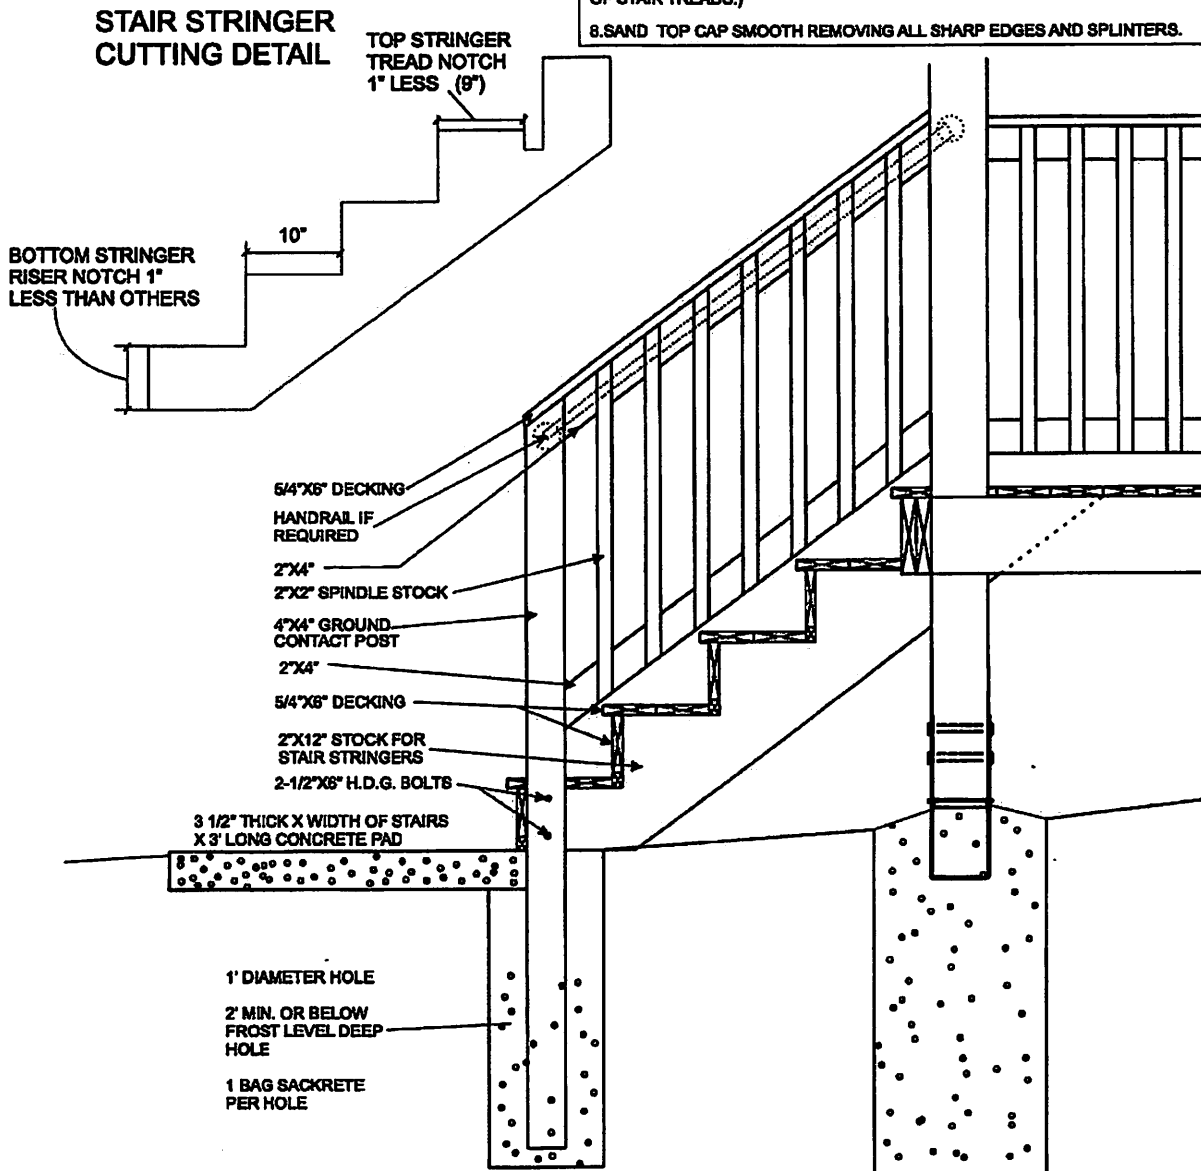 STAIR STRINGER
CUTTING DETAIL
OF STAIR TREADS.)
8.SAND TOP CAP SMOOTH REMOVING ALL SHARP EDGES AND SPLINTERS.
TOP STRINGER
TREAD NOTCH
1" LESS (9")
10"
BOTTOM STRINGER
RISER NOTCH 1"
LESS THAN OTHERS
5/4"X6" DECKING
HANDRAIL IF
REQUIRED
2"X4"
2"X2" SPINDLE STOCK
4"X4" GROUND
CONTACT POST
2"X4"
5/4"X6" DECKING
2"X12" STOCK FOR
STAIR STRINGERS
2-1/2"X6" H.D.G. BOLTS
3 1/2" THICK X WIDTH OF STAIRS
X 3' LONG CONCRETE PAD
1' DIAMETER HOLE
2' MIN. OR BELOW
FROST LEVEL DEEP
HOLE
1 BAG SACKRETE
PER HOLE